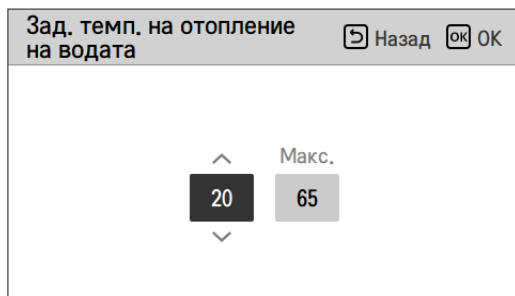 Зад. темп. на отопление
на водата
Назад
OK OK
Макс.
20
65